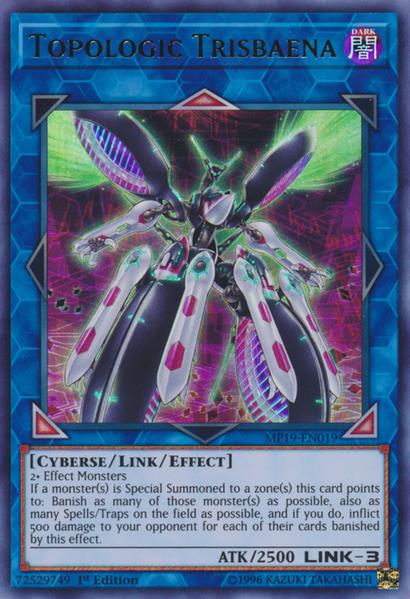 TOPOLOGIC TRISBAENA
DARK
闇
MP19-EN019
[CYBERSE/LINK/EFFECT]
2+ Effect Monsters
If a monster(s) is Special Summoned to a zone(s) this card points
to: Banish as many of those monster(s) as possible, also as
many Spells/Traps on the field as possible, and if you do, inflict
500 damage to your opponent for each of their cards banished
by this effect.
ATK/2500 LINK-3
72529749 1st Edition ©1996 KAZUKI TAKAHASHI